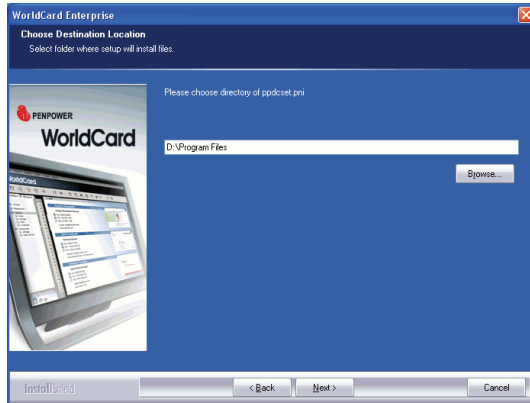 WorldCard Enterprise
Choose Destination Location
Select folder where setup will install files.
Please choose directory of ppdcset.pni
PENPOWER
WorldCard
D:\Program Files
Browse...
WorldCard
InstallShield
< Back
Next >
Cancel